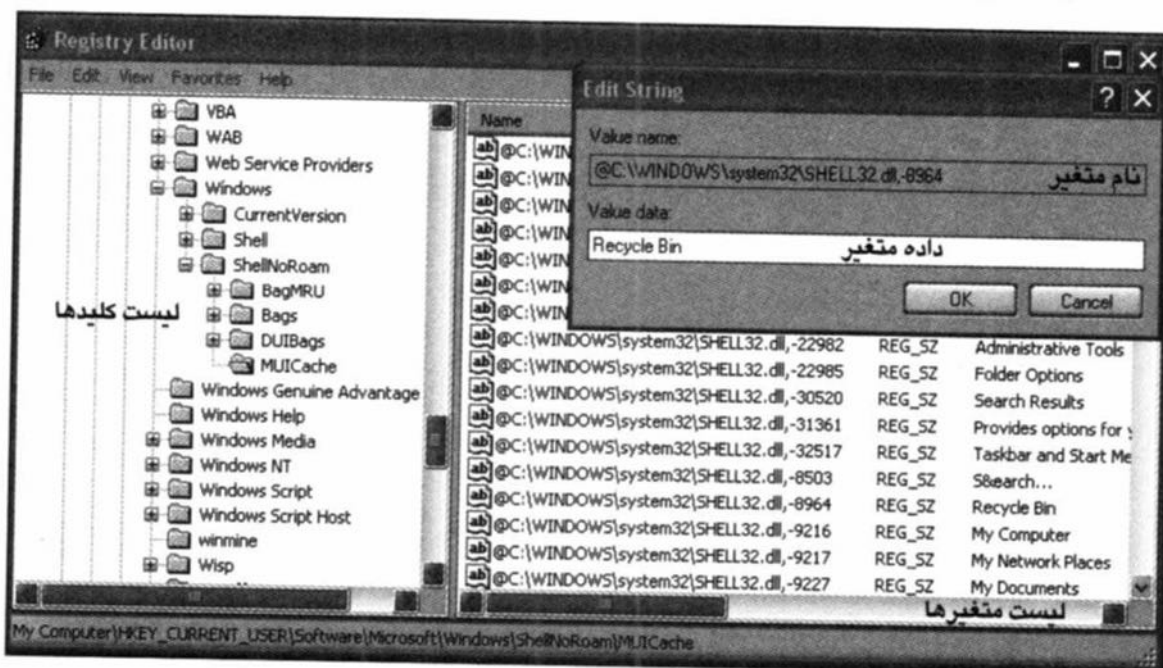 Registry Editor
File Edit View Favorites Help
VBA
WAB
Web Service Providers
Windows
CurrentVersion
Shell
ShellNoRoam
BagMRU
Bags
DUIBags
MUICache
Windows Genuine Advantage
Windows Help
Windows Media
Windows NT
Windows Script
Windows Script Host
winmine
Wisp
لیست کلیدها
Name
@C:\WIN
@C:\WIN
@C:\WIN
@C:\WIN
@C:\WIN
@C:\WIN
@C:\WIN
@C:\WINDOWS\system32\SHELL32.dll,-22982 REG_SZ Administrative Tools
@C:\WINDOWS\system32\SHELL32.dll,-22985 REG_SZ Folder Options
@C:\WINDOWS\system32\SHELL32.dll,-30520 REG_SZ Search Results
@C:\WINDOWS\system32\SHELL32.dll,-31361 REG_SZ Provides options for
@C:\WINDOWS\system32\SHELL32.dll,-32517 REG_SZ Taskbar and Start Me
@C:\WINDOWS\system32\SHELL32.dll,-8503 REG_SZ S&earch...
@C:\WINDOWS\system32\SHELL32.dll,-8964 REG_SZ Recycle Bin
@C:\WINDOWS\system32\SHELL32.dll,-9216 REG_SZ My Computer
@C:\WINDOWS\system32\SHELL32.dll,-9217 REG_SZ My Network Places
@C:\WINDOWS\system32\SHELL32.dll,-9227 REG_SZ My Documents
لیست متغیرها
Edit String
Value name:
@C:\WINDOWS\system32\SHELL32.dll,-8964 نام متغیر
Value data:
Recycle Bin داده متغیر
OK Cancel
My Computer\HKEY_CURRENT_USER\Software\Microsoft\Windows\ShellNoRoam\MUICache